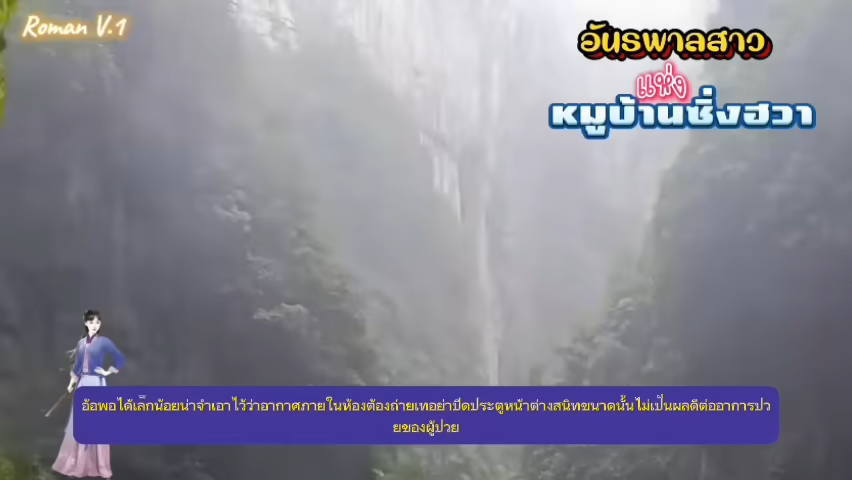 Roman V.1
อันธพาลสาว
แห่ง
หมู่บ้านซิ่งฮวา
อ้อพอได้เล็กน้อยน่าจำเอาไว้ว่าอากาศภายในห้องต้องถ่ายเทอย่าปิดประตูหน้าต่างสนิทขนาดนั้นไม่เป็นผลดีต่ออาการปว
ยของผู้ปวย